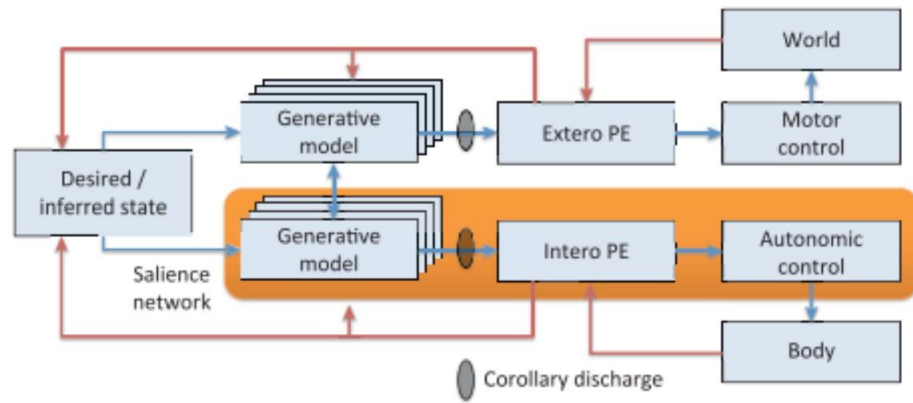 World
Generative
model
Extero PE
Motor
control
Desired /
inferred state
Generative
model
Intero PE
Autonomic
control
Salience
network
Body
Corollary discharge